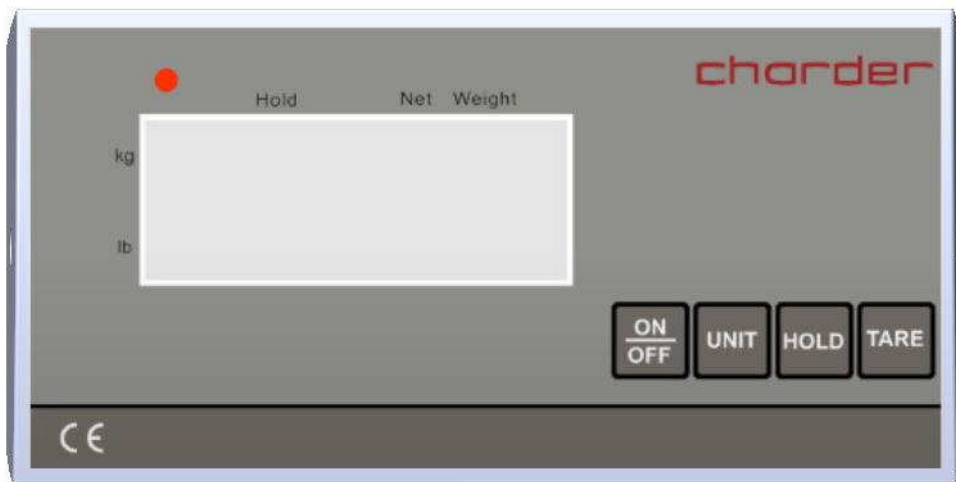 charder
Hold Net Weight
kg
lb
ON OFF UNIT HOLD TARE
CE